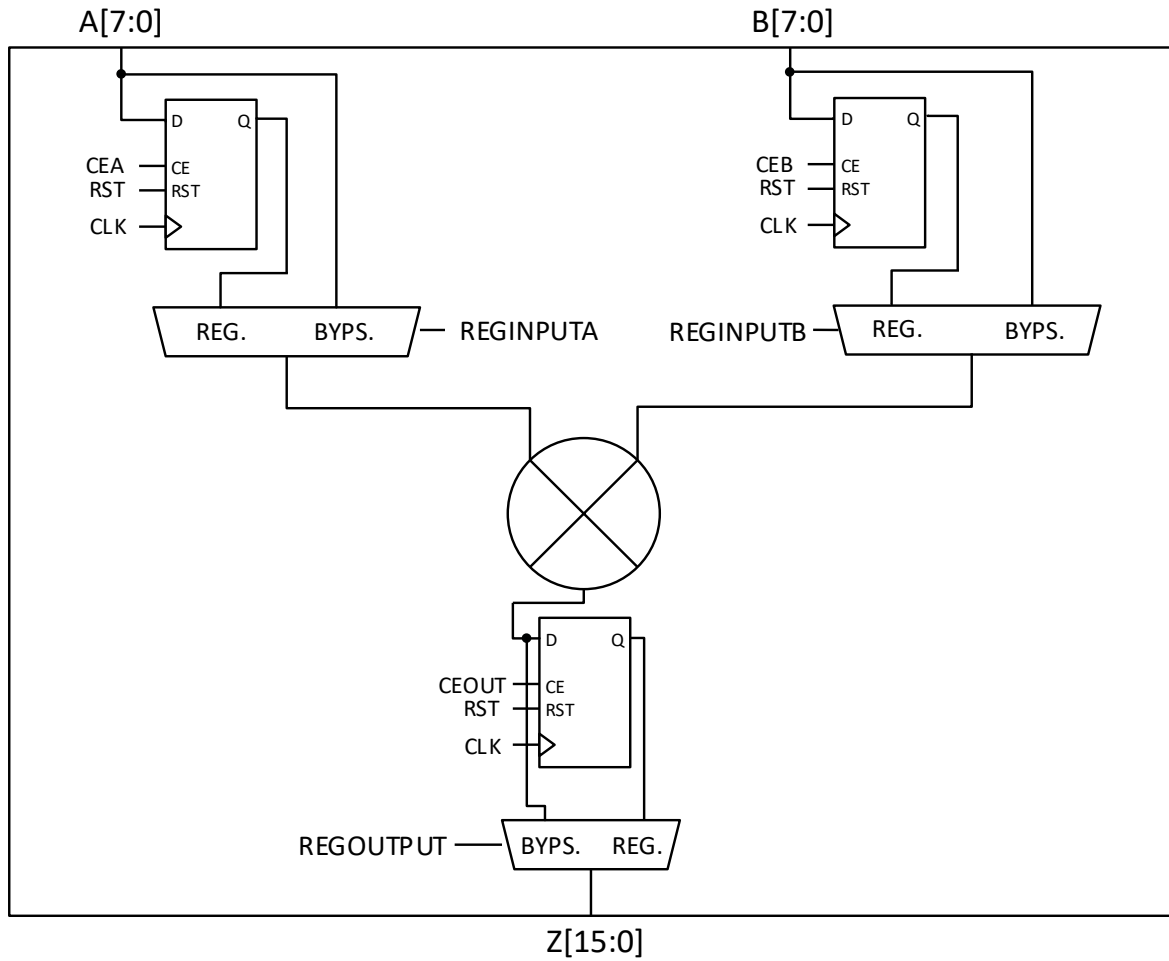 A[7:0]
B[7:0]
D Q
CEA CE
RST RST
CLK
D Q
CEB CE
RST RST
CLK
REG. BYPS.
REGINPUTA
REGINPUTB
REG. BYPS.
D Q
CEOUT CE
RST RST
CLK
REGOUTPUT
BYPS. REG.
Z[15:0]